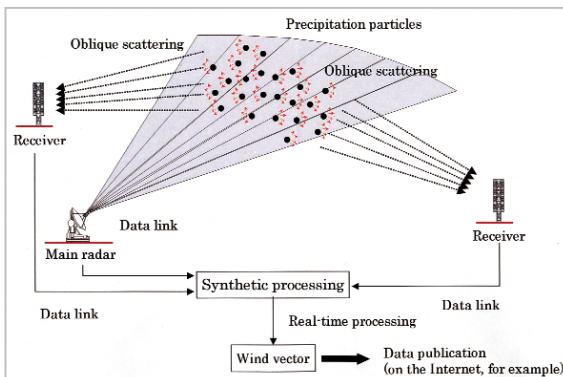 Precipitation particles
Oblique scattering
Oblique scattering
Receiver
Data link
Main radar
Receiver
Synthetic processing
Data link
Data link
Real-time processing
Wind vector
Data publication
(on the Internet, for example)